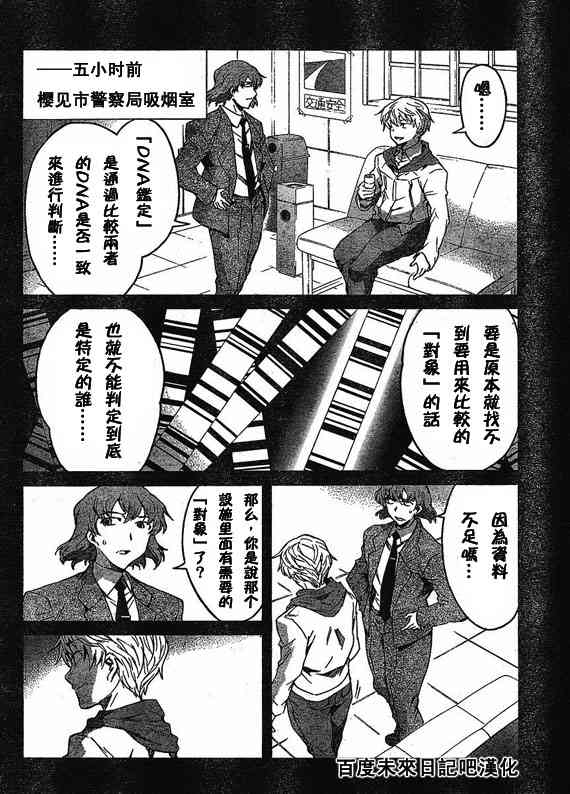 ——五小时前
樱见市警察局吸烟室
交通安全
嗯……
『DNA鑑定』
是通過比較兩者
的DNA是否一致
來進行判斷……
要是原本就找不
到要用來比較的
「對象」的話
也就不能判定到底
是特定的誰……
因為資料
不足嗎…
那么，你是說那个
設施里面有需要的
「對象」了？
百度未來日記吧漢化